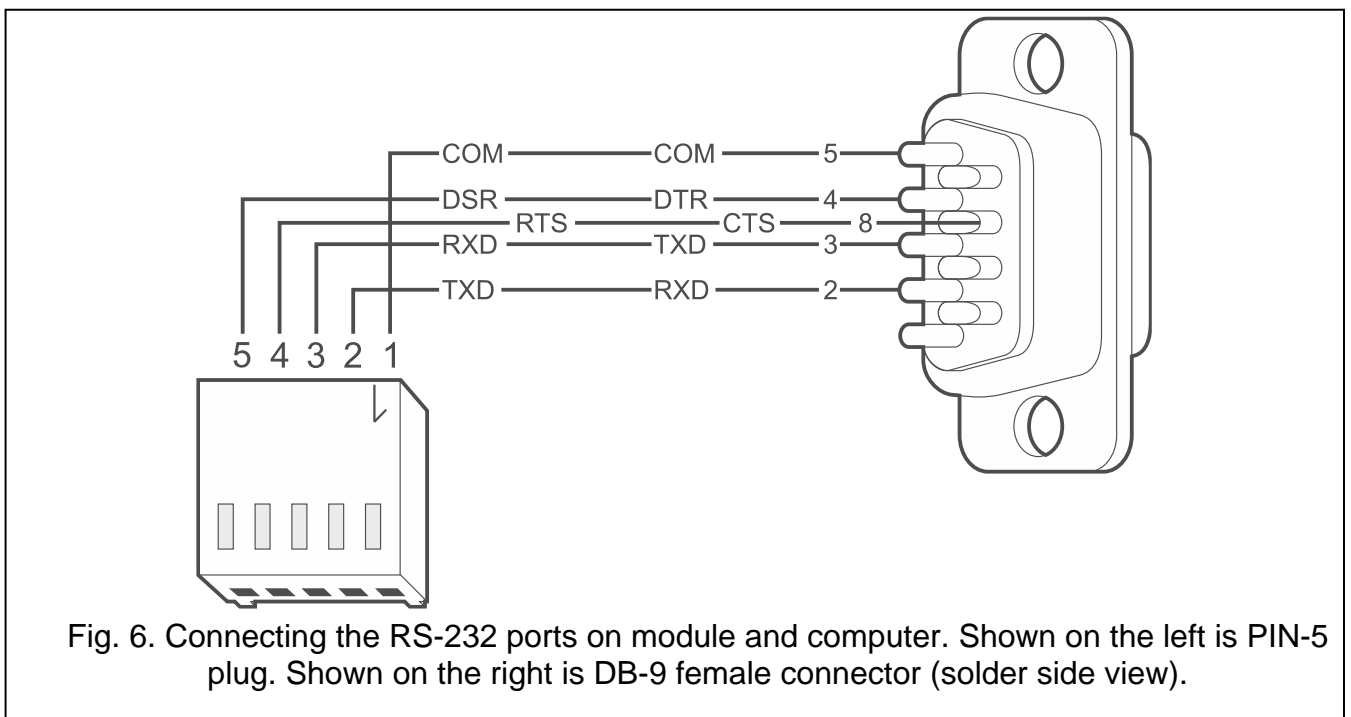 COM COM 5
DSR DTR 4
RTS CTS 8
RXD TXD 3
TXD RXD 2
5 4 3 2 1
Fig. 6. Connecting the RS-232 ports on module and computer. Shown on the left is PIN-5
plug. Shown on the right is DB-9 female connector (solder side view).